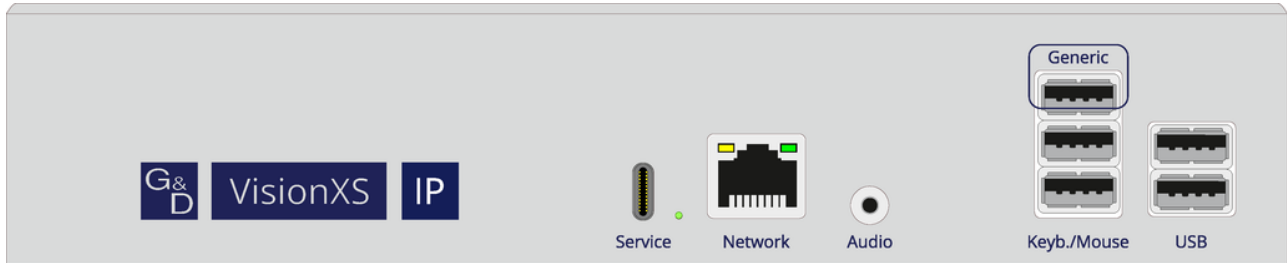 Generic
G&D VisionXS IP
Service Network Audio Keyb./Mouse USB